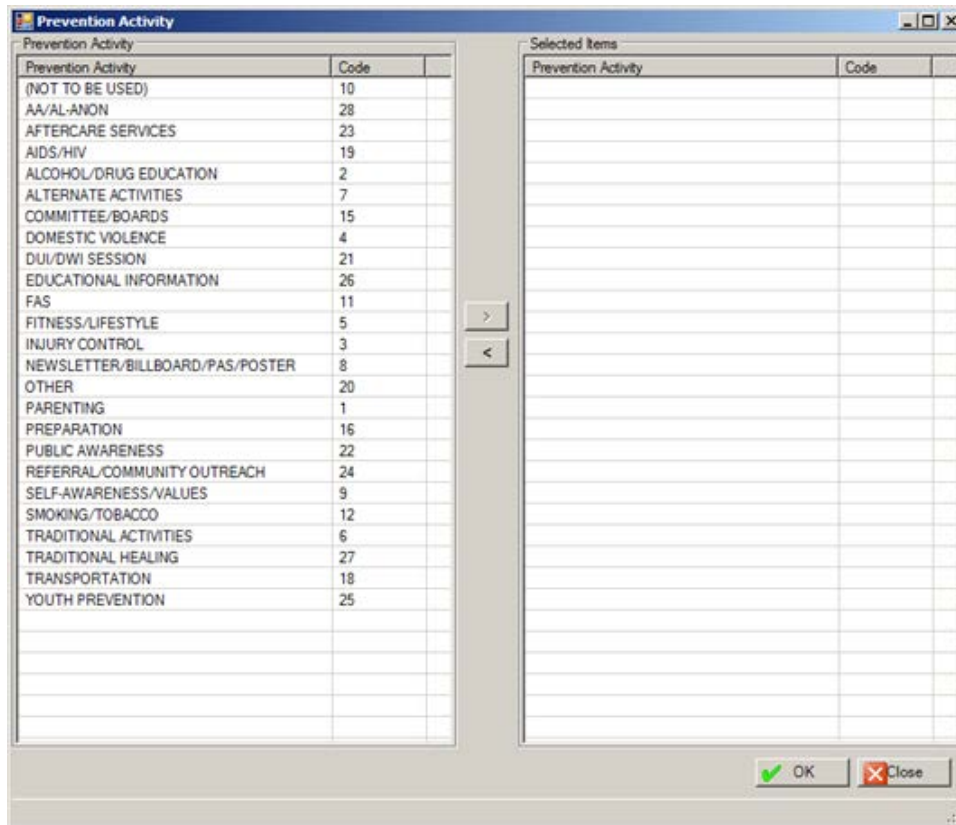 Prevention Activity
Prevention Activity
Prevention Activity Code
(NOT TO BE USED) 10
AA/AL-ANON 28
AFTERCARE SERVICES 23
AIDS/HIV 19
ALCOHOL/DRUG EDUCATION 2
ALTERNATE ACTIVITIES 7
COMMITTEE/BOARDS 15
DOMESTIC VIOLENCE 4
DUI/DWI SESSION 21
EDUCATIONAL INFORMATION 26
FAS 11
FITNESS/LIFESTYLE 5
INJURY CONTROL 3
NEWSLETTER/BILLBOARD/PAS/POSTER 8
OTHER 20
PARENTING 1
PREPARATION 16
PUBLIC AWARENESS 22
REFERRAL/COMMUNITY OUTREACH 24
SELF-AWARENESS/VALUES 9
SMOKING/TOBACCO 12
TRADITIONAL ACTIVITIES 6
TRADITIONAL HEALING 27
TRANSPORTATION 18
YOUTH PREVENTION 25
>
<
Selected Items
Prevention Activity Code
OK Close